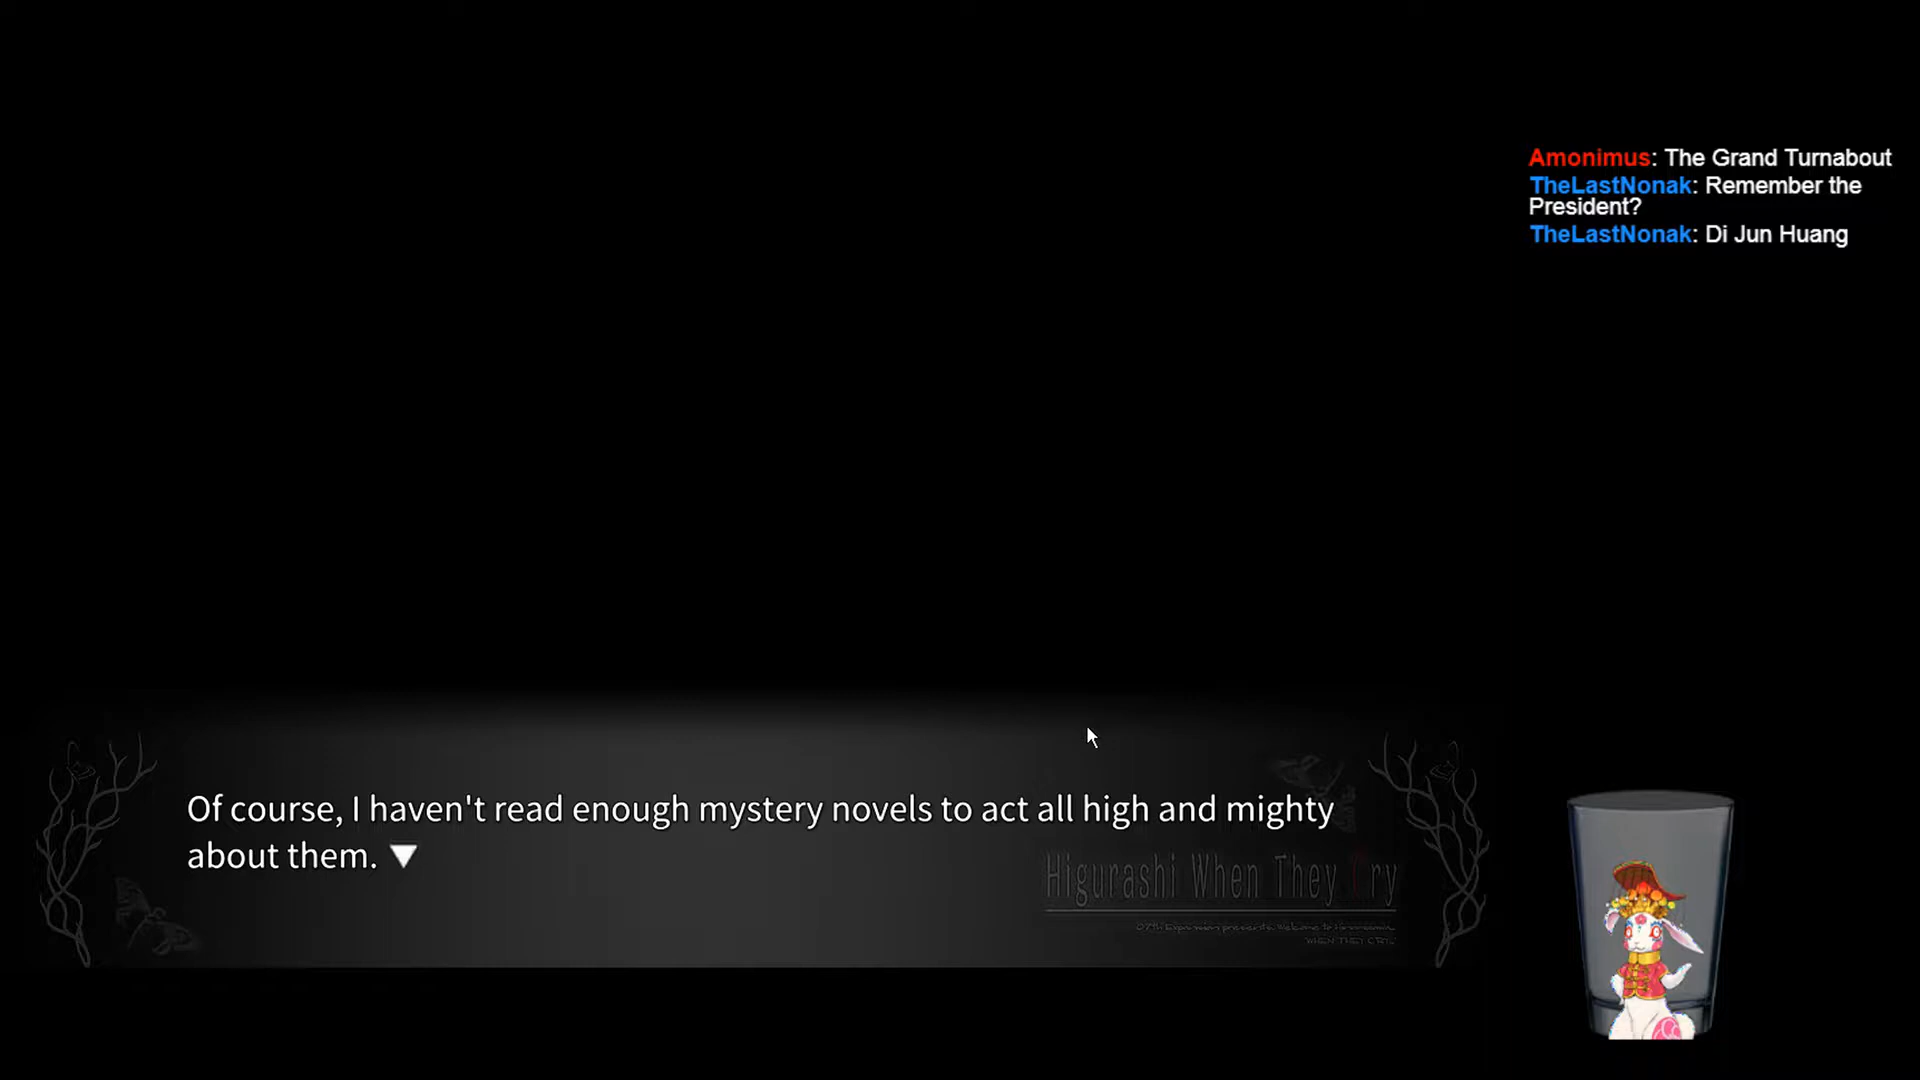 Amonimus: The Grand Turnabout
TheLastNonak: Remember the
President?
TheLastNonak: Di Jun Huang
Of course, I haven't read enough mystery novels to act all high and mighty
about them.
Higurashi When They Cry